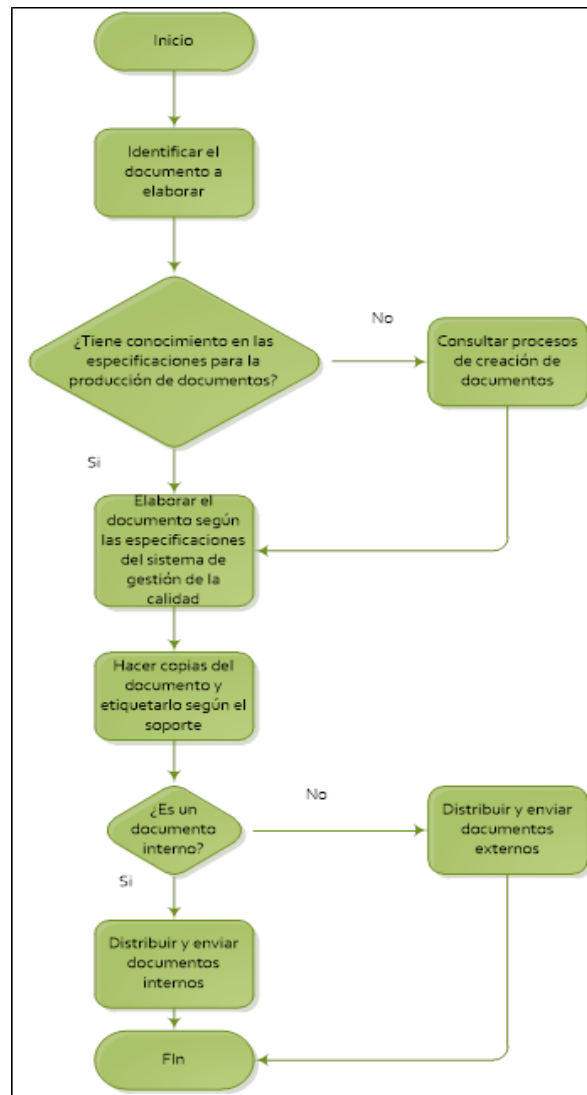 Inicio
Identificar el
documento a
elaborar
¿Tiene conocimiento en las
especificaciones para la
producción de documentos?
No
Consultar procesos
de creación de
documentos
Si
Elaborar el
documento según
las especificaciones
del sistema de
gestión de la
calidad
Hacer copias del
documento y
etiquetarlo según el
soporte
¿Es un
documento
interno?
No
Distribuir y enviar
documentos
externos
Si
Distribuir y enviar
documentos
internos
FIn